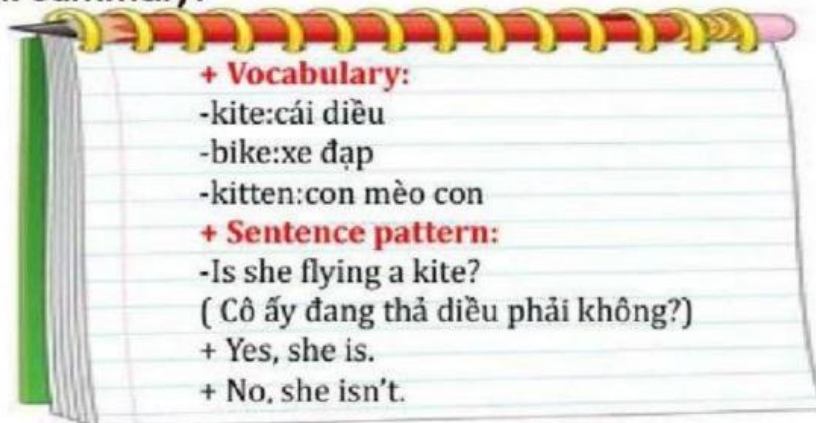 + Vocabulary:
-kite:cái diều
-bike:xe đạp
-kitten:con mèo con
+ Sentence pattern:
-Is she flying a kite?
( Cô ấy đang thả diều phải không?)
+ Yes, she is.
+ No, she isn't.